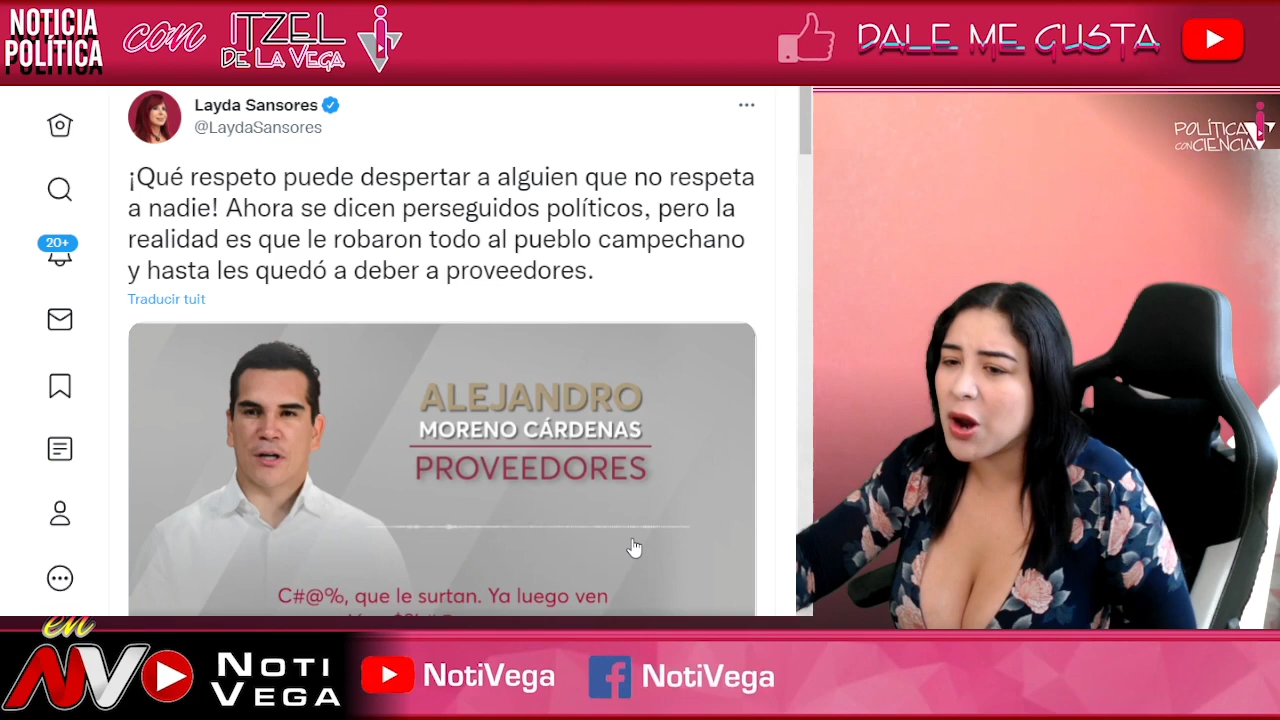 NOTICIA
POLÍTICA
con
ITZEL
DE LA VEGA
DALE ME GUSTA
Layda Sansores
@LaydaSansores
¡Qué respeto puede despertar a alguien que no respeta
a nadie! Ahora se dicen perseguidos políticos, pero la
realidad es que le robaron todo al pueblo campechano
y hasta les quedó a deber a proveedores.
Traducir tuit
20+
ALEJANDRO
MORENO CÁRDENAS
PROVEEDORES
C#@%, que le surtan. Ya luego ven
POLÍTICA
CON CIENCIA
en
NV
NOTI
VEGA
NotiVega
NotiVega